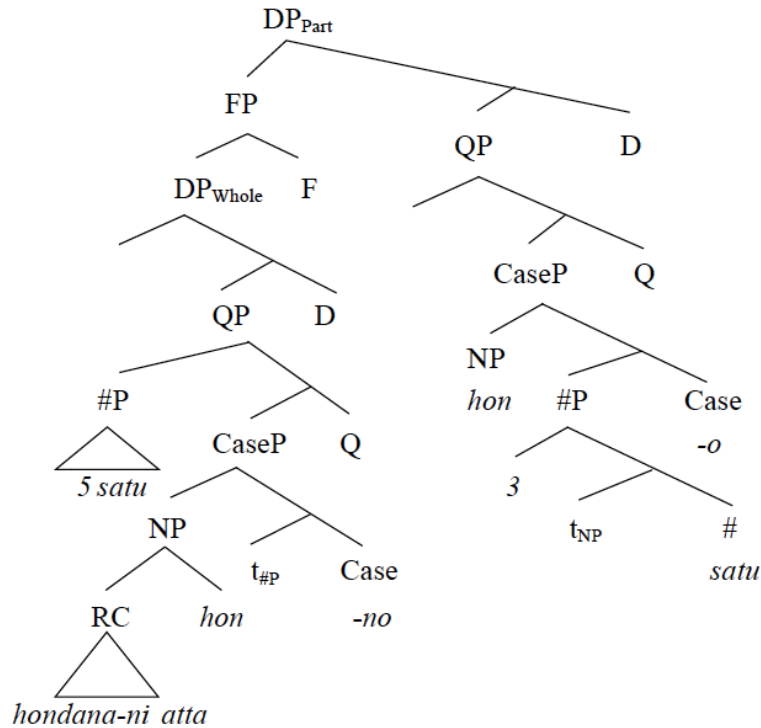 DPPart
FP
QP D
DPWhole F
CaseP Q
QP D
NP
hon #P Case
-o
#P
CaseP Q
5 satu
3
NP
tNP #
satu
t#P Case
-no
RC hon
hondana-ni atta